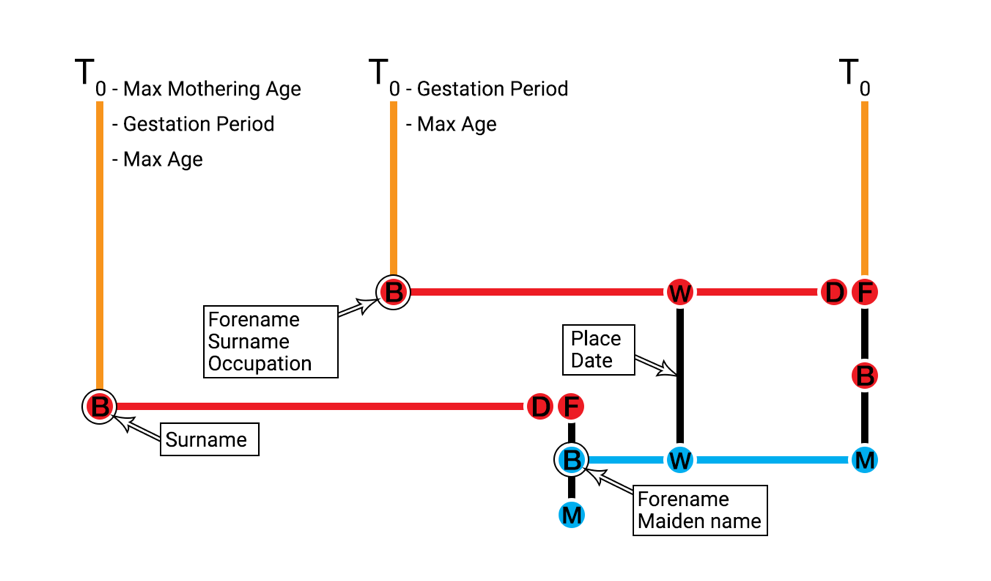 T0 - Max Mothering Age
- Gestation Period
- Max Age
T0 - Gestation Period
- Max Age
T0
B
W
D
F
Forename
Surname
Occupation
Place
Date
B
B
D
F
Surname
B
W
M
Forename
Maiden name
M